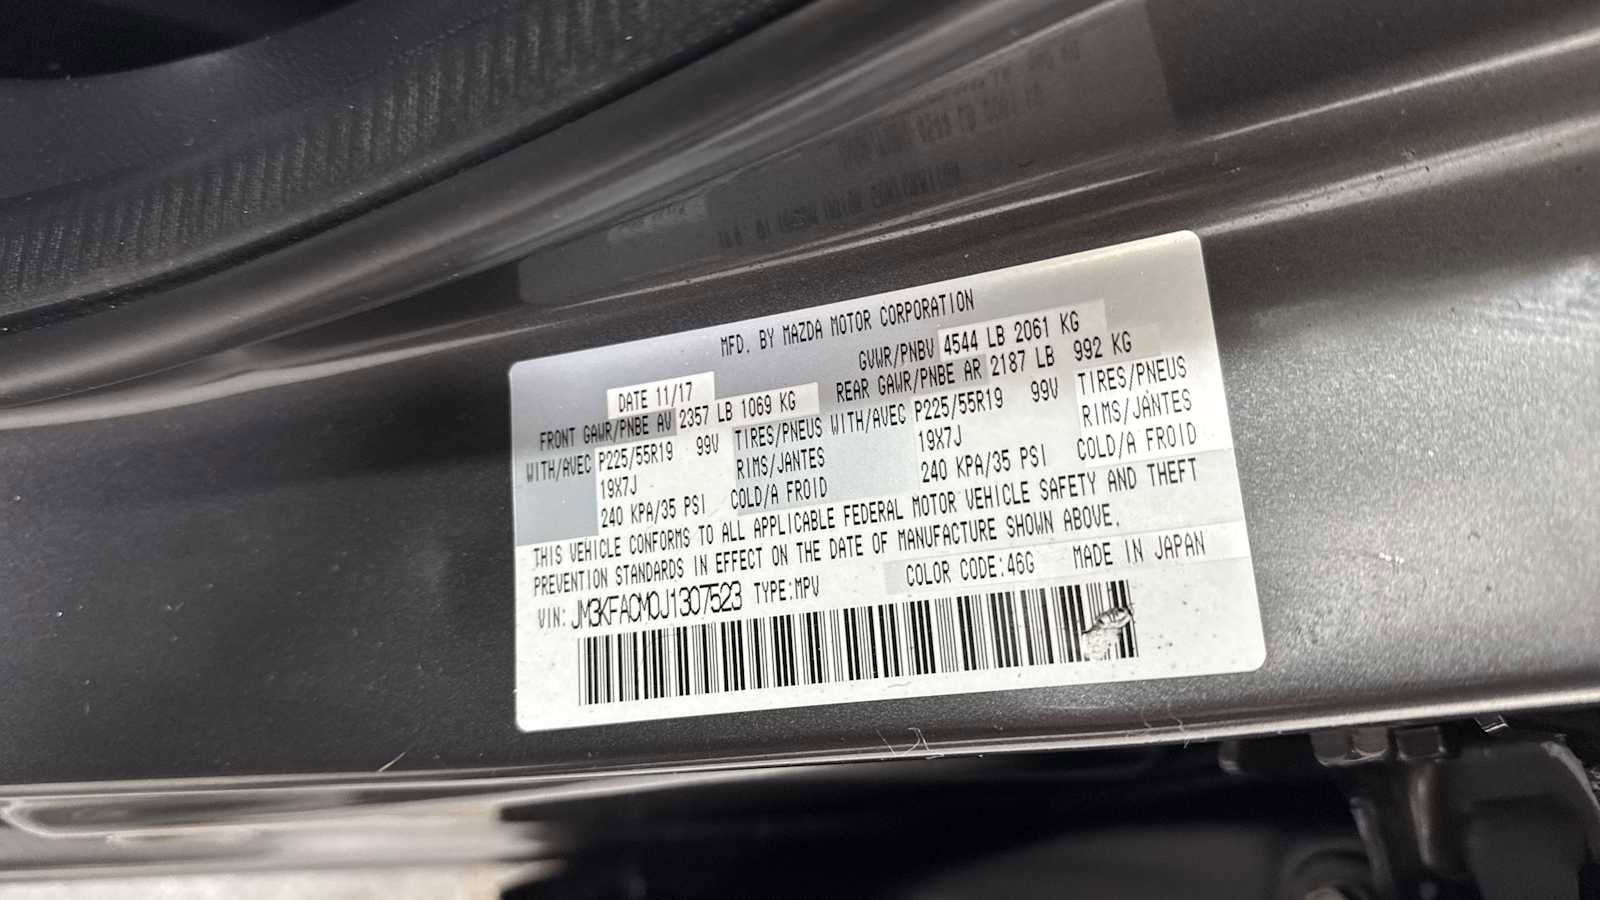 MFD. BY MAZDA MOTOR CORPORATION
DATE 11/17 GVWR/PNBV 4544 LB 2061 KG
FRONT GAWR/PNBE AV 2357 LB 1069 KG REAR GAWR/PNBE AR 2187 LB 992 KG
WITH/AVEC P225/55R19 99V TIRES/PNEUS WITH/AVEC P225/55R19 99V TIRES/PNEUS
19X7J RIMS/JANTES 19X7J RIMS/JANTES
240 KPA/35 PSI COLD/A FROID 240 KPA/35 PSI COLD/A FROID
THIS VEHICLE CONFORMS TO ALL APPLICABLE FEDERAL MOTOR VEHICLE SAFETY AND THEFT
PREVENTION STANDARDS IN EFFECT ON THE DATE OF MANUFACTURE SHOWN ABOVE.
VIN: JM3KFACM0J1307523 TYPE:MPV COLOR CODE:46G MADE IN JAPAN